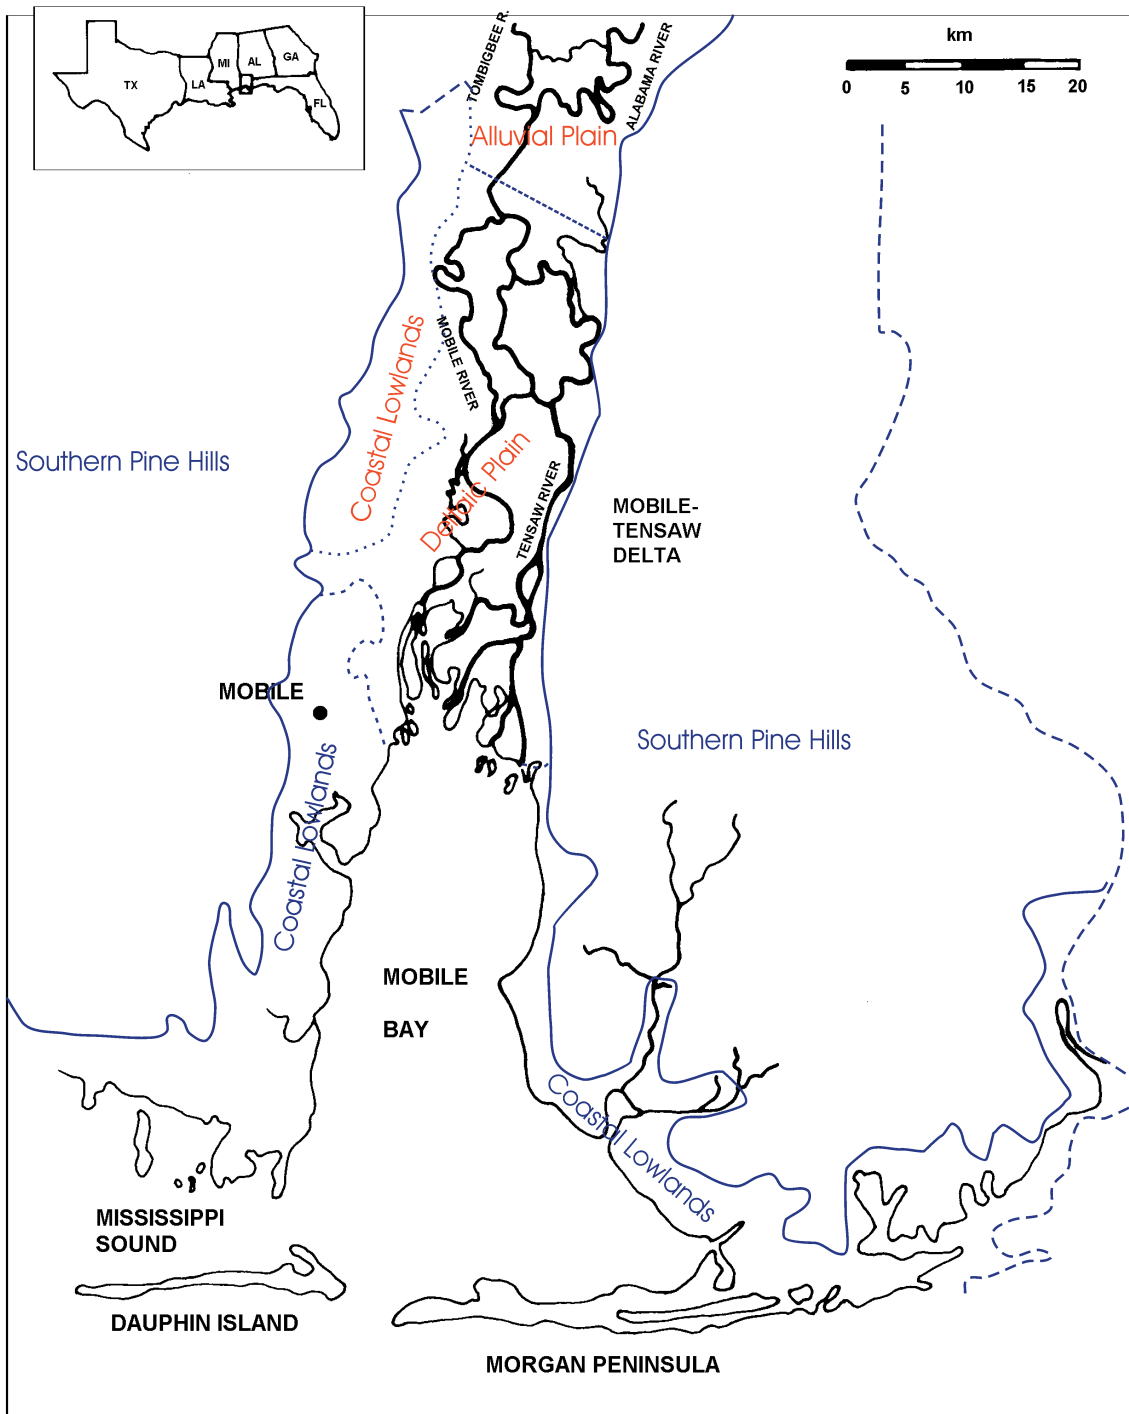 TX
LA
MI
AL
GA
FL
TOMBIGBEE R.
ALABAMA RIVER
km
0 5 10 15 20
Alluvial Plain
MOBILE RIVER
Coastal Lowlands
Southern Pine Hills
Deltaic Plain
TENSAW RIVER
MOBILE-
TENSAW
DELTA
MOBILE
Southern Pine Hills
Coastal Lowlands
MOBILE
BAY
Coastal Lowlands
MISSISSIPPI
SOUND
DAUPHIN ISLAND
MORGAN PENINSULA